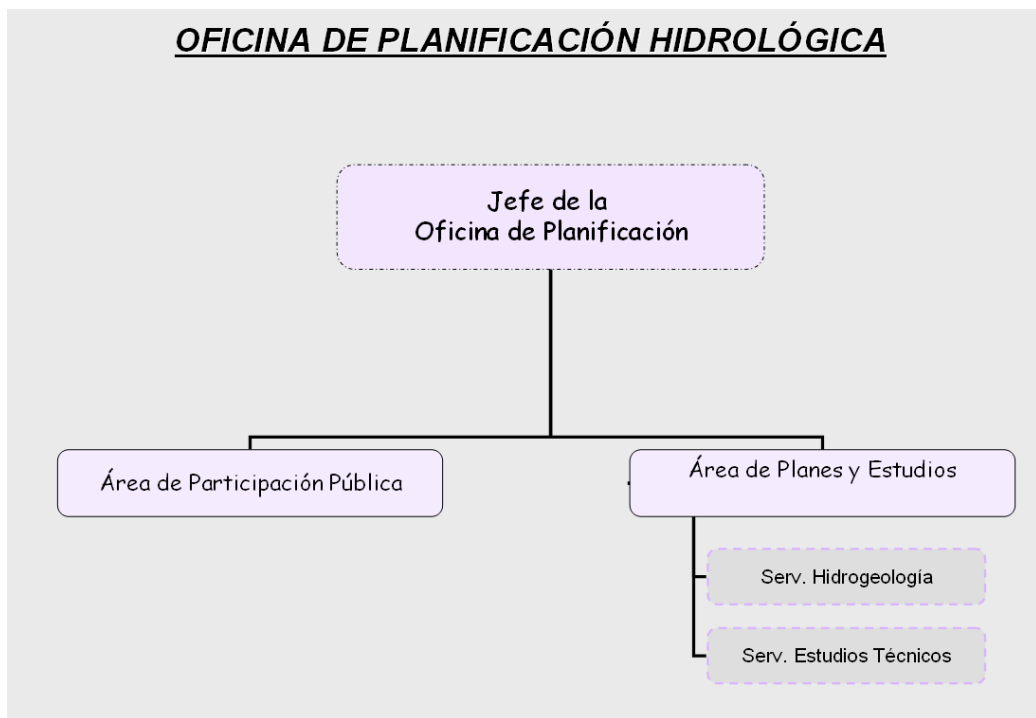 OFICINA DE PLANIFICACIÓN HIDROLÓGICA
Jefe de la
Oficina de Planificación
Área de Participación Pública
Área de Planes y Estudios
Serv. Hidrogeología
Serv. Estudios Técnicos